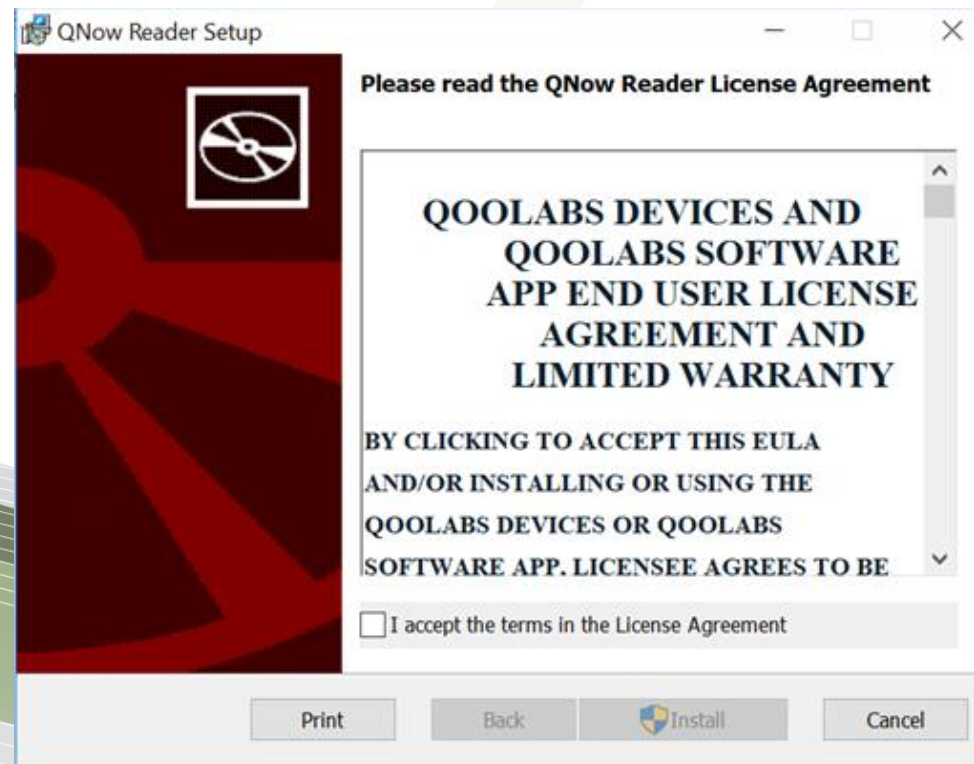 QNow Reader Setup
Please read the QNow Reader License Agreement
QOOLABS DEVICES AND
QOOLABS SOFTWARE
APP END USER LICENSE
AGREEMENT AND
LIMITED WARRANTY
BY CLICKING TO ACCEPT THIS EULA
AND/OR INSTALLING OR USING THE
QOOLABS DEVICES OR QOOLABS
SOFTWARE APP, LICENSEE AGREES TO BE
I accept the terms in the License Agreement
Print Back Install Cancel